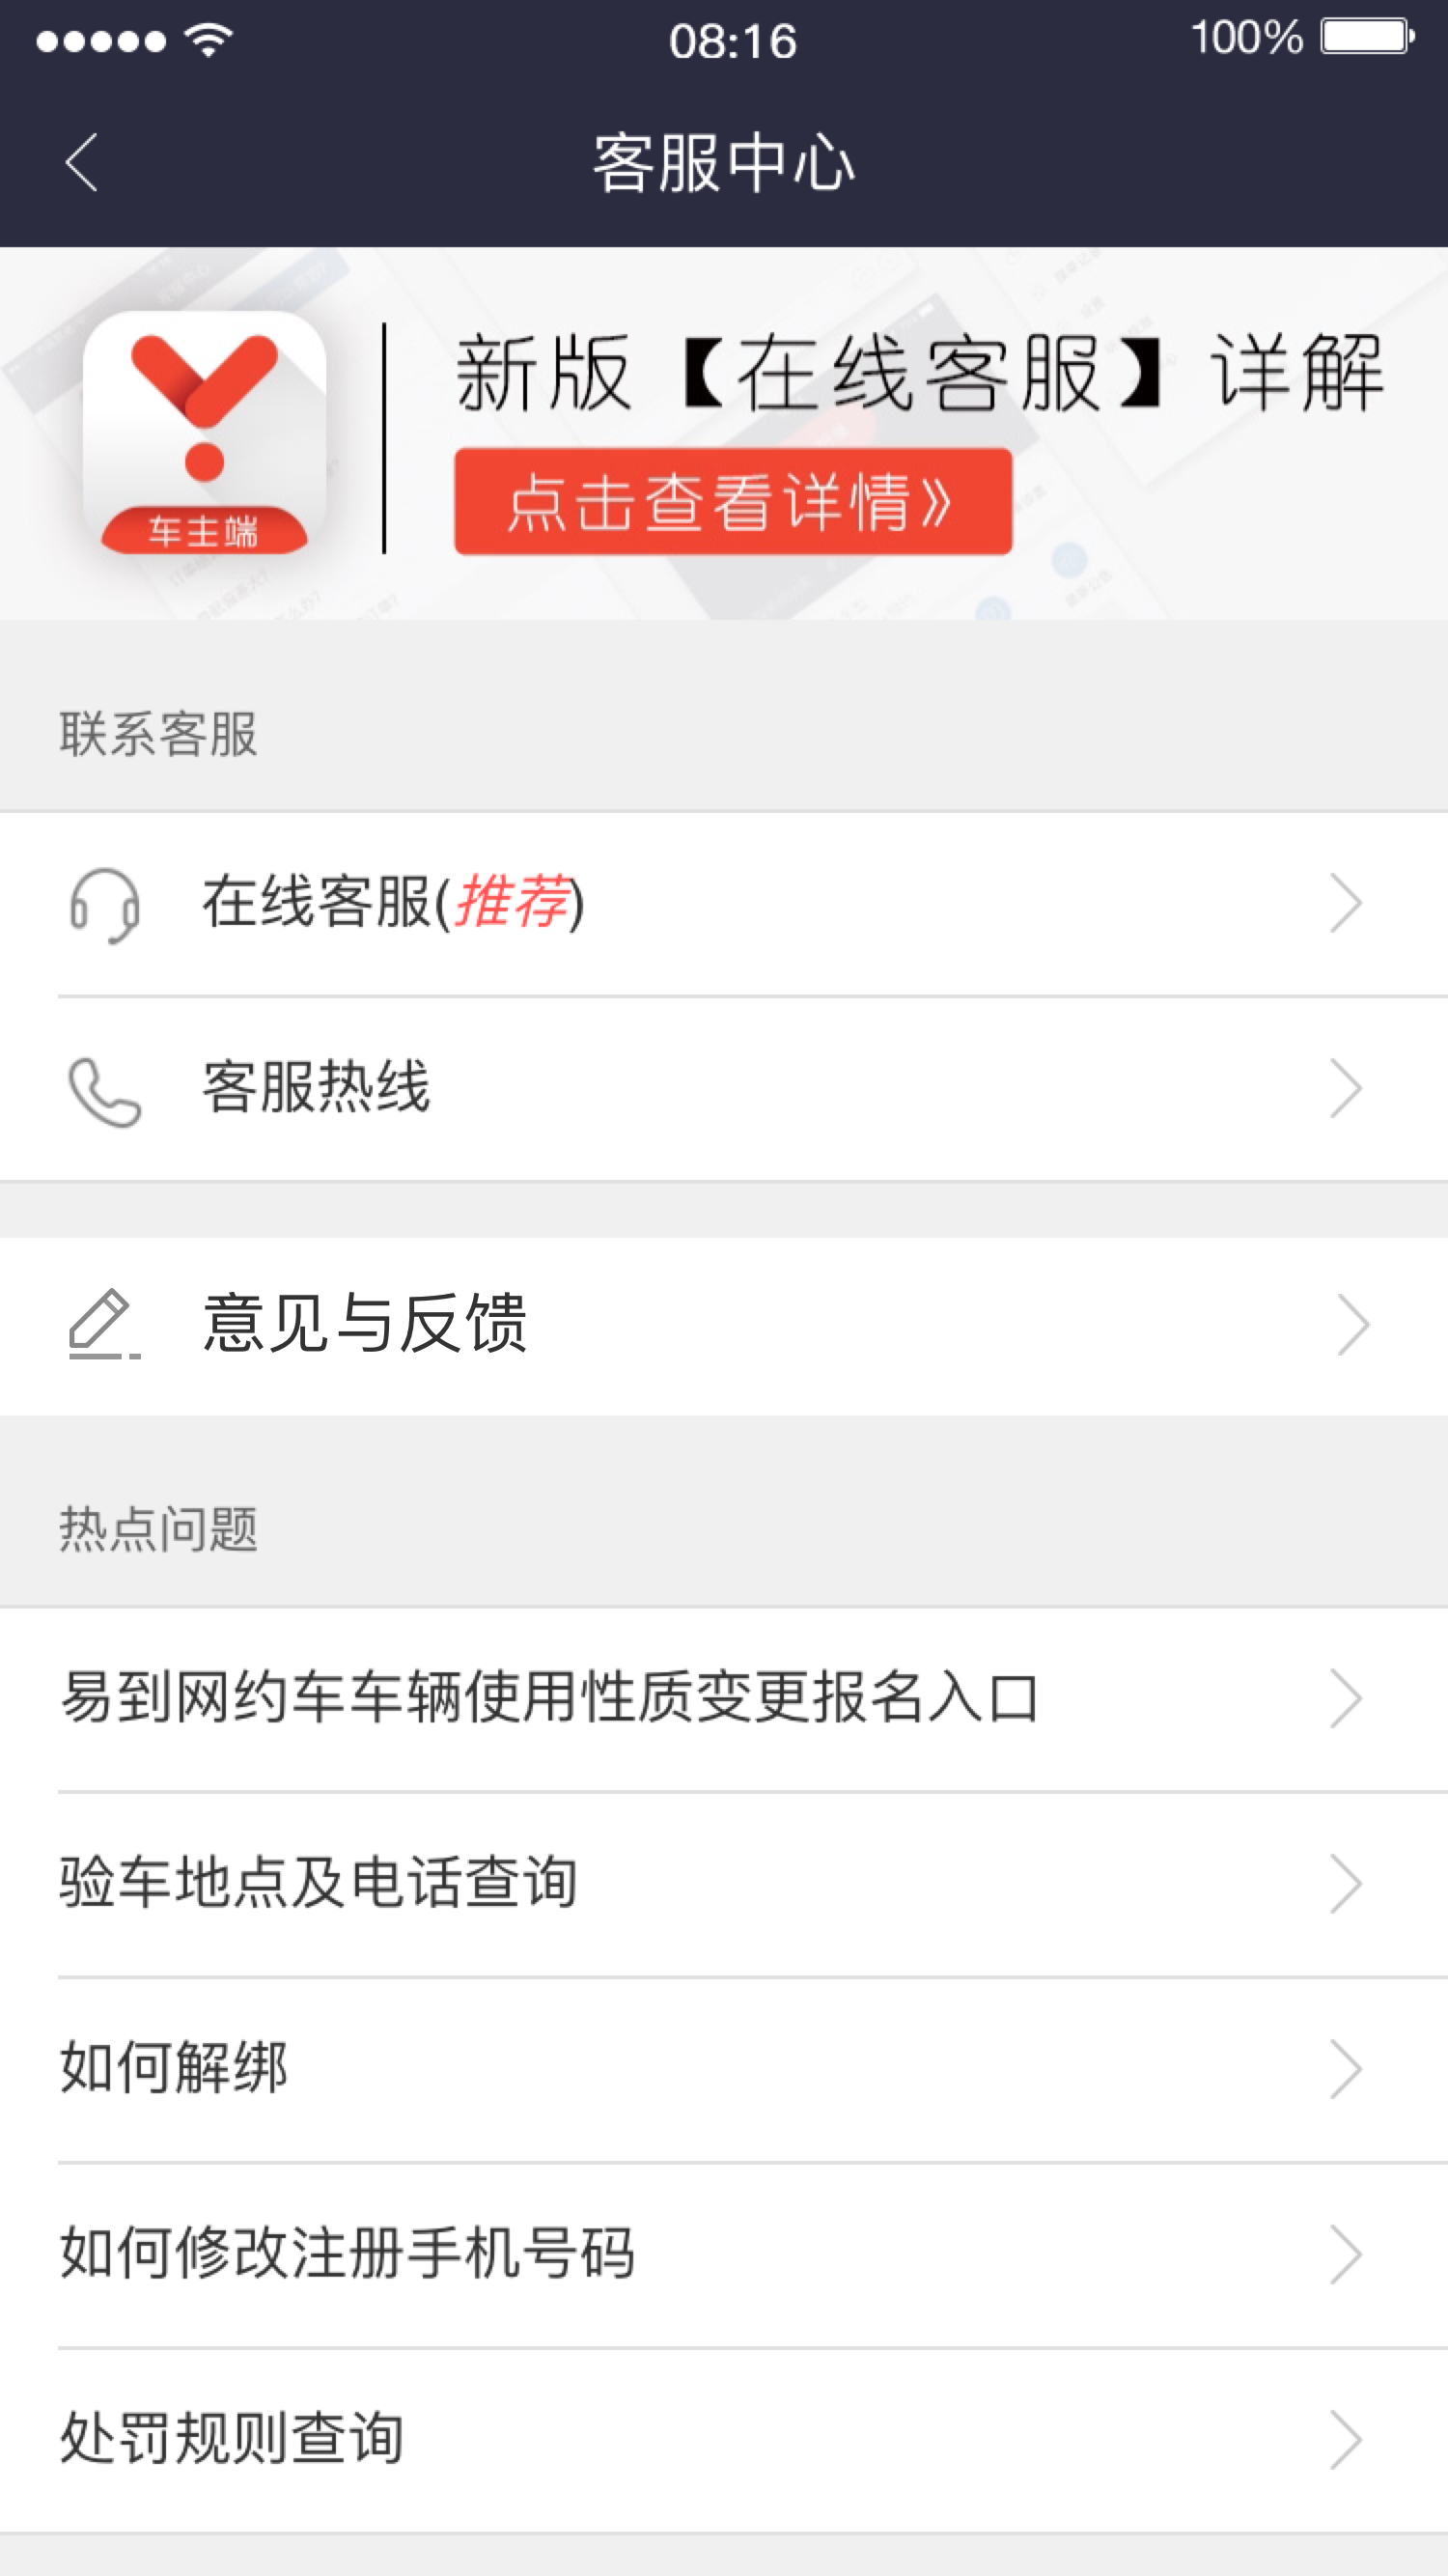 08:16
100%
客服中心
新版【在线客服】详解
点击查看详情》
车主端
联系客服
在线客服(推荐)
客服热线
意见与反馈
热点问题
易到网约车车辆使用性质变更报名入口
验车地点及电话查询
如何解绑
如何修改注册手机号码
处罚规则查询